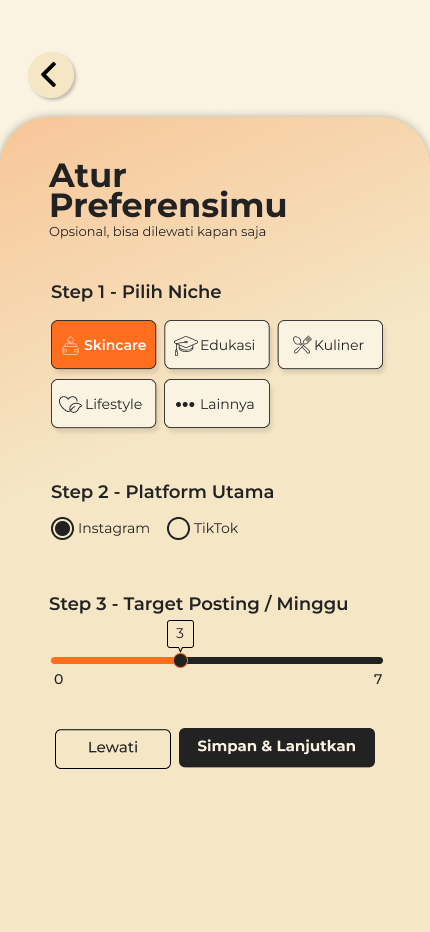 Atur
Preferensimu
Opsional, bisa dilewati kapan saja
Step 1 - Pilih Niche
Skincare
Edukasi
Kuliner
Lifestyle
Lainnya
Step 2 - Platform Utama
Instagram
TikTok
Step 3 - Target Posting / Minggu
3
0
7
Lewati
Simpan & Lanjutkan